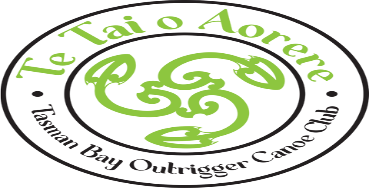 Te Tai o Aorere
Tasman Bay Outrigger Canoe Club